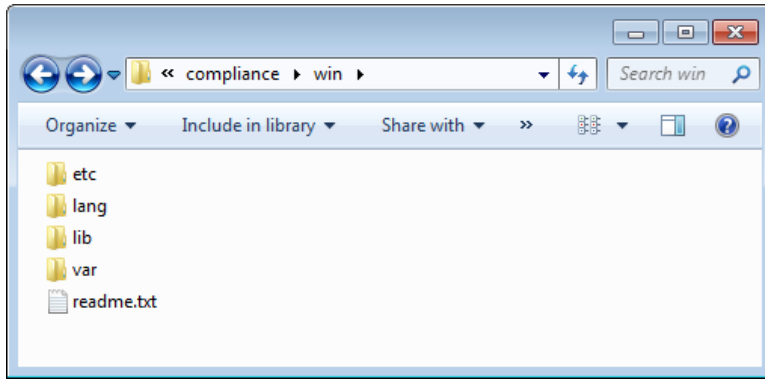 « compliance win
Search win
Organize Include in library Share with »
etc
lang
lib
var
readme.txt